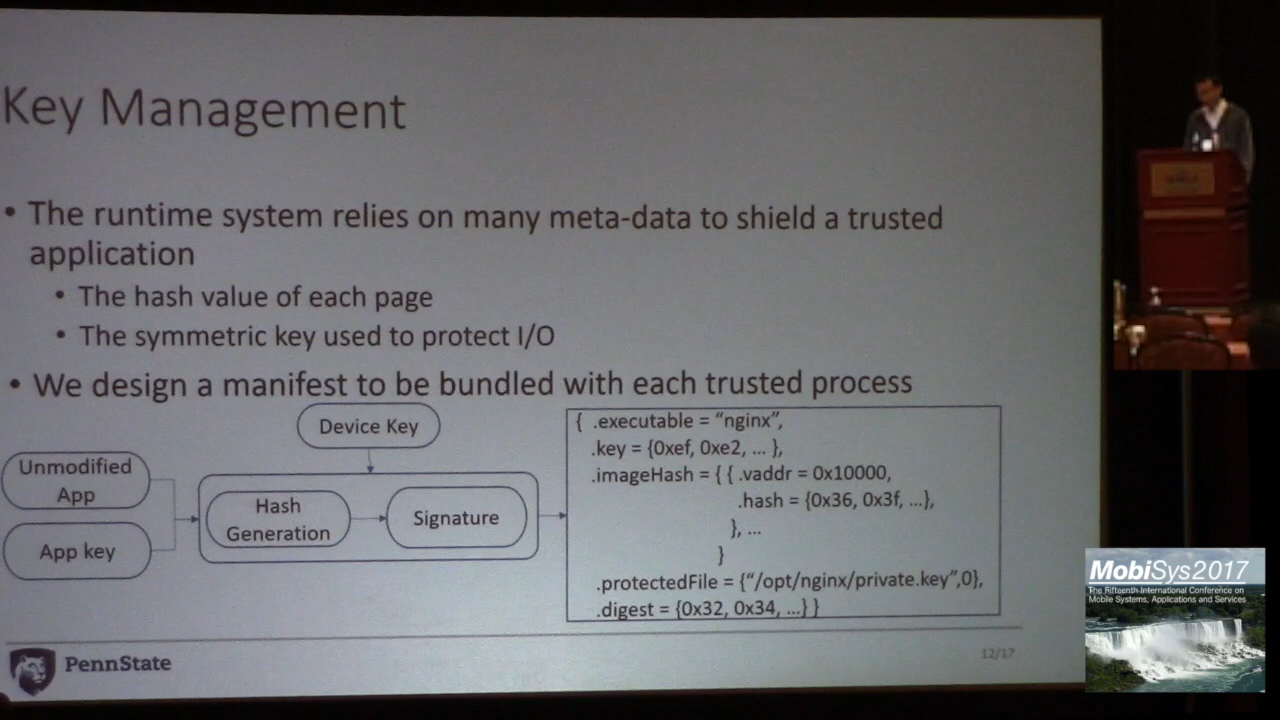 Key Management
• The runtime system relies on many meta-data to shield a trusted
application
• The hash value of each page
• The symmetric key used to protect I/O
• We design a manifest to be bundled with each trusted process
Device Key
Unmodified
App
App key
Hash
Generation
Signature
{ .executable = “nginx”,
.key = {0xef, 0xe2, ... },
.imageHash = { { .vaddr = 0x10000,
.hash = {0x36, 0x3f, ...},
}, ...
}
.protectedFile = {“/opt/nginx/private.key”,0},
.digest = {0x32, 0x34, ...} }
PennState
12/17
MobiSys2017
The Fifteenth International Conference on
Mobile Systems, Applications and Services